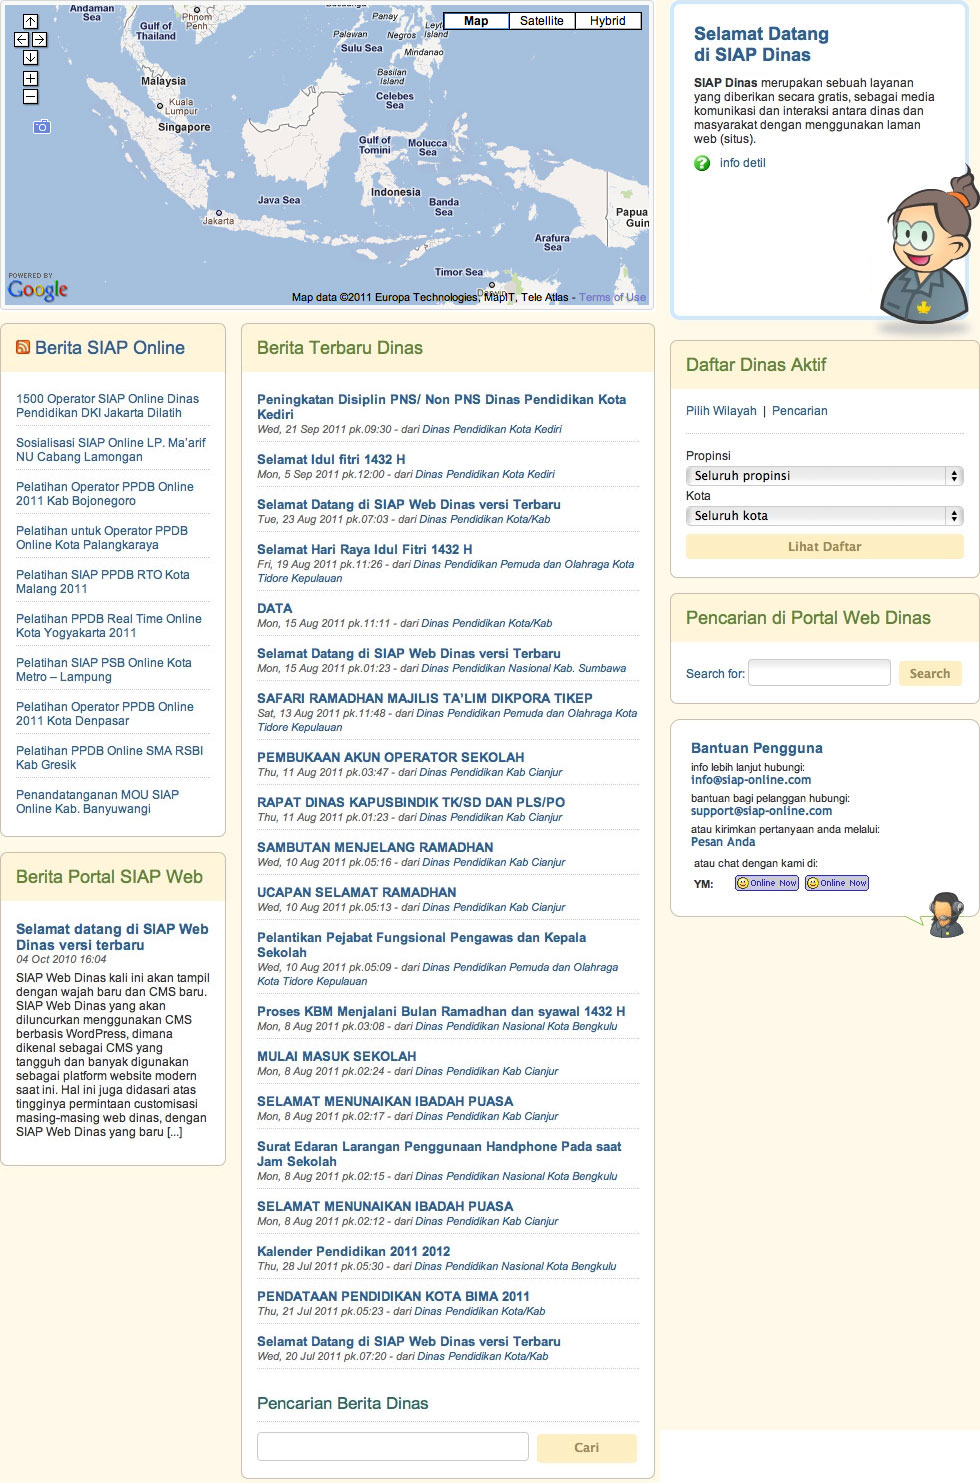 Andaman
Sea
Phnom
Penh
Gulf of
Thailand
Panay
Leyte
Island
Palawan
Negros
Sulu Sea
Mindanao
Basilan
Island
Celebes
Sea
Malaysia
Kuala
Lumpur
Singapore
Gulf of
Tomini
Molucca
Sea
Indonesia
Java Sea
Banda
Sea
Jakarta
Papua
Arafura
Sea
Timor Sea
Map
Satellite
Hybrid
POWERED BY
Google
Map data ©2011 Europa Technologies, MapIT, Tele Atlas - Terms of Use
Selamat Datang
di SIAP Dinas
SIAP Dinas merupakan sebuah layanan
yang diberikan secara gratis, sebagai media
komunikasi dan interaksi antara dinas dan
masyarakat dengan menggunakan laman
web (situs).
? info detil
Berita SIAP Online
1500 Operator SIAP Online Dinas
Pendidikan DKI Jakarta Dilatih
Sosialisasi SIAP Online LP. Ma'arif
NU Cabang Lamongan
Pelatihan Operator PPDB Online
2011 Kab Bojonegoro
Pelatihan untuk Operator PPDB
Online Kota Palangkaraya
Pelatihan SIAP PPDB RTO Kota
Malang 2011
Pelatihan PPDB Real Time Online
Kota Yogyakarta 2011
Pelatihan SIAP PSB Online Kota
Metro – Lampung
Pelatihan Operator PPDB Online
2011 Kota Denpasar
Pelatihan PPDB Online SMA RSBI
Kab Gresik
Penandatanganan MOU SIAP
Online Kab. Banyuwangi
Berita Portal SIAP Web
Selamat datang di SIAP Web
Dinas versi terbaru
04 Oct 2010 16:04
SIAP Web Dinas kali ini akan tampil
dengan wajah baru dan CMS baru.
SIAP Web Dinas yang akan
diluncurkan menggunakan CMS
berbasis WordPress, dimana
dikenal sebagai CMS yang
tangguh dan banyak digunakan
sebagai platform website modern
saat ini. Hal ini juga didasari atas
tingginya permintaan customisasi
masing-masing web dinas, dengan
SIAP Web Dinas yang baru [...]
Berita Terbaru Dinas
Peningkatan Disiplin PNS/ Non PNS Dinas Pendidikan Kota
Kediri
Wed, 21 Sep 2011 pk.09:30 - dari Dinas Pendidikan Kota Kediri
Selamat Idul fitri 1432 H
Mon, 5 Sep 2011 pk.12:00 - dari Dinas Pendidikan Kota Kediri
Selamat Datang di SIAP Web Dinas versi Terbaru
Tue, 23 Aug 2011 pk.07:03 - dari Dinas Pendidikan Kota/Kab
Selamat Hari Raya Idul Fitri 1432 H
Fri, 19 Aug 2011 pk.11:26 - dari Dinas Pendidikan Pemuda dan Olahraga Kota
Tidore Kepulauan
DATA
Mon, 15 Aug 2011 pk.11:11 - dari Dinas Pendidikan Kota/Kab
Selamat Datang di SIAP Web Dinas versi Terbaru
Mon, 15 Aug 2011 pk.01:23 - dari Dinas Pendidikan Nasional Kab. Sumbawa
SAFARI RAMADHAN MAJILIS TA'LIM DIKPORA TIKEP
Sat, 13 Aug 2011 pk.11:48 - dari Dinas Pendidikan Pemuda dan Olahraga Kota
Tidore Kepulauan
PEMBUKAAN AKUN OPERATOR SEKOLAH
Thu, 11 Aug 2011 pk.03:47 - dari Dinas Pendidikan Kab Cianjur
RAPAT DINAS KAPUSBINDIK TK/SD DAN PLS/PO
Thu, 11 Aug 2011 pk.01:23 - dari Dinas Pendidikan Kab Cianjur
SAMBUTAN MENJELANG RAMADHAN
Wed, 10 Aug 2011 pk.05:16 - dari Dinas Pendidikan Kab Cianjur
UCAPAN SELAMAT RAMADHAN
Wed, 10 Aug 2011 pk.05:13 - dari Dinas Pendidikan Kab Cianjur
Pelantikan Pejabat Fungsional Pengawas dan Kepala
Sekolah
Wed, 10 Aug 2011 pk.05:09 - dari Dinas Pendidikan Pemuda dan Olahraga
Kota Tidore Kepulauan
Proses KBM Menjalani Bulan Ramadhan dan syawal 1432 H
Mon, 8 Aug 2011 pk.03:08 - dari Dinas Pendidikan Nasional Kota Bengkulu
MULAI MASUK SEKOLAH
Mon, 8 Aug 2011 pk.02:24 - dari Dinas Pendidikan Kab Cianjur
SELAMAT MENUNAIKAN IBADAH PUASA
Mon, 8 Aug 2011 pk.02:17 - dari Dinas Pendidikan Kab Cianjur
Surat Edaran Larangan Penggunaan Handphone Pada saat
Jam Sekolah
Mon, 8 Aug 2011 pk.02:15 - dari Dinas Pendidikan Nasional Kota Bengkulu
SELAMAT MENUNAIKAN IBADAH PUASA
Mon, 8 Aug 2011 pk.02:12 - dari Dinas Pendidikan Kab Cianjur
Kalender Pendidikan 2011 2012
Thu, 28 Jul 2011 pk.05:30 - dari Dinas Pendidikan Nasional Kota Bengkulu
PENDATAAN PENDIDIKAN KOTA BIMA 2011
Thu, 21 Jul 2011 pk.05:23 - dari Dinas Pendidikan Kota/Kab
Selamat Datang di SIAP Web Dinas versi Terbaru
Wed, 20 Jul 2011 pk.07:20 - dari Dinas Pendidikan Kota/Kab
Pencarian Berita Dinas
Cari
Daftar Dinas Aktif
Pilih Wilayah | Pencarian
Propinsi
Seluruh propinsi
Kota
Seluruh kota
Lihat Daftar
Pencarian di Portal Web Dinas
Search for:
Search
Bantuan Pengguna
info lebih lanjut hubungi:
info@siap-online.com
bantuan bagi pelanggan hubungi:
support@siap-online.com
atau kirimkan pertanyaan anda melalui:
Pesan Anda
atau chat dengan kami di:
YM: Online Now Online Now